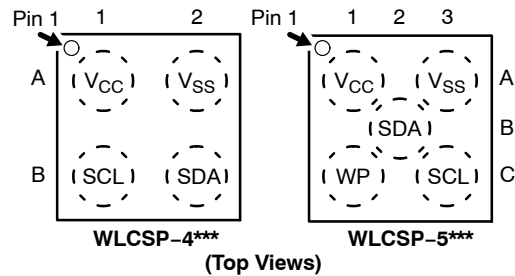 Pin 1 1 2
A VCC VSS
B SCL SDA
WLCSP–4***
Pin 1 1 2 3
VCC VSS A
SDA B
WP SCL C
WLCSP–5***
(Top Views)